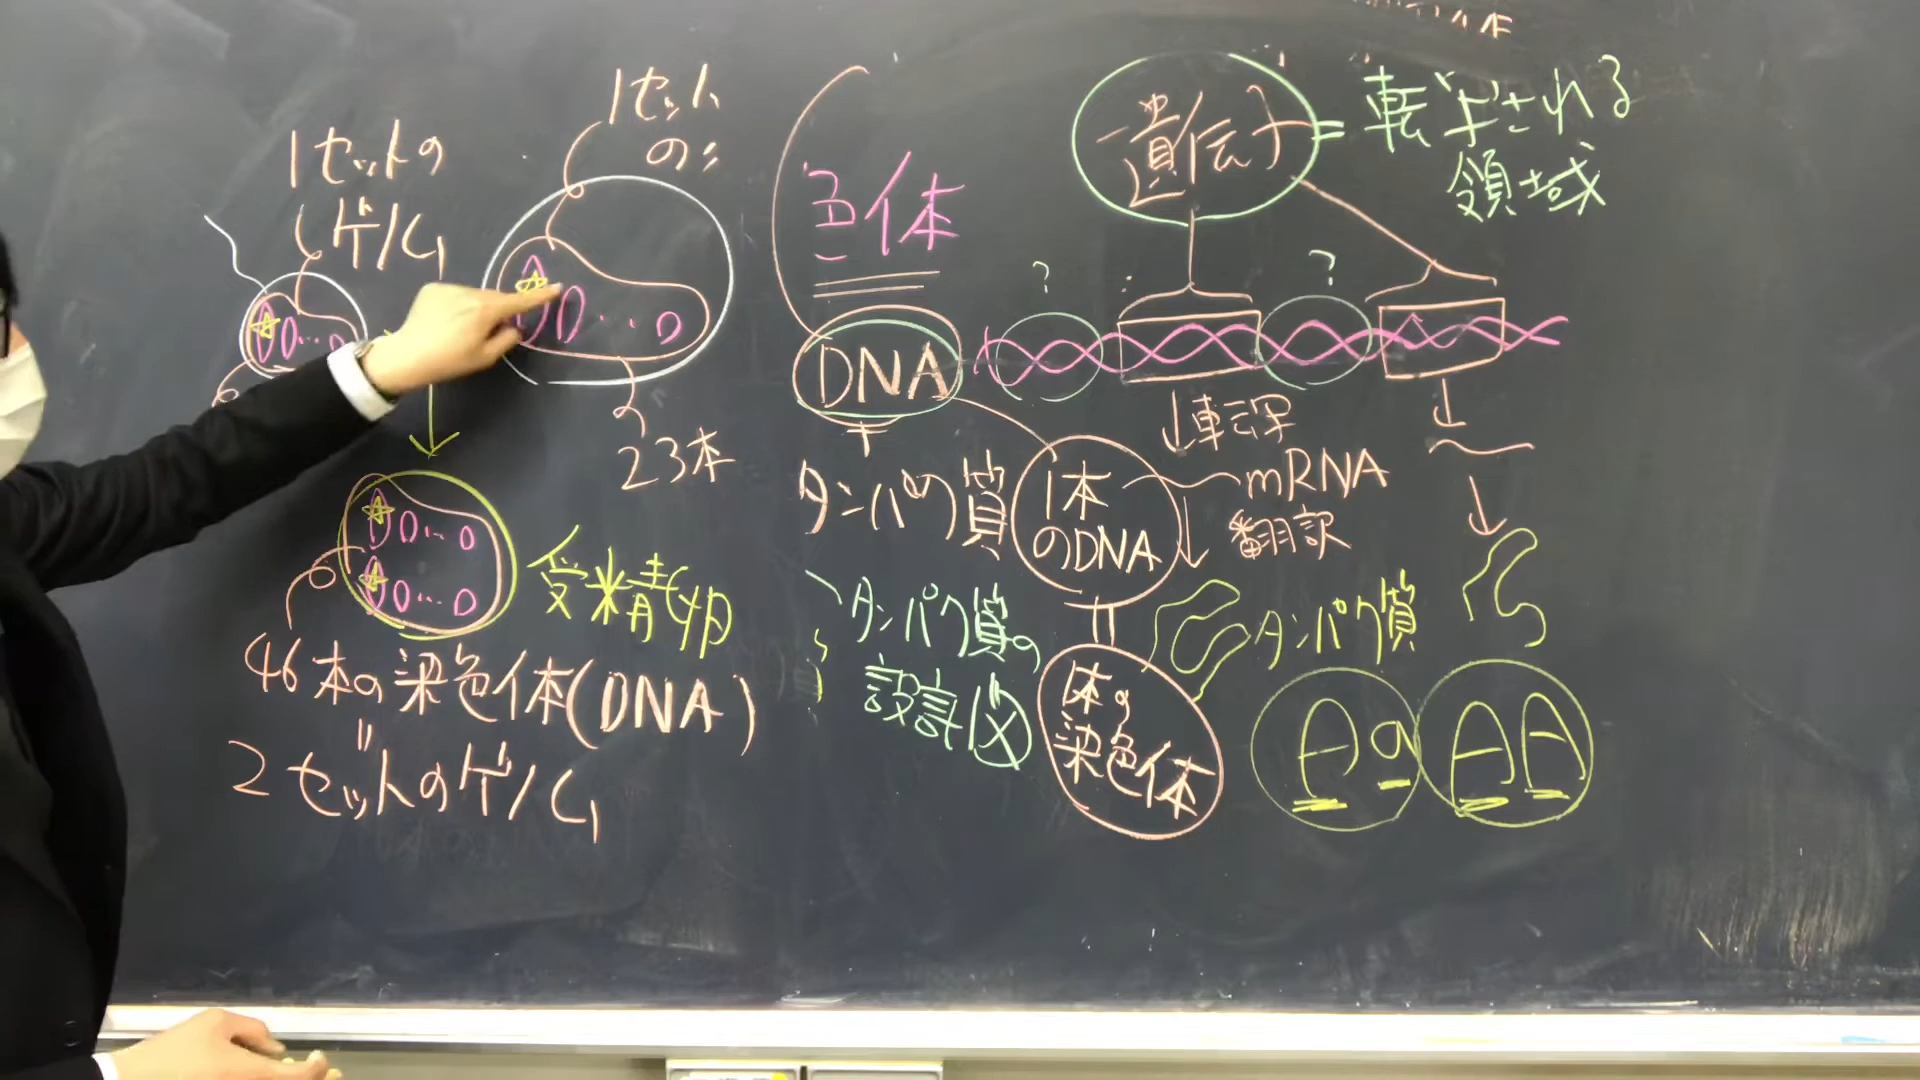 1セットの
ゲノム
1セット
の
23本
受精卵
46本の染色体(DNA)
"
2セットのゲノム
色体
DNA
+
タンパク質
1本
のDNA
タンパク質の
設計図
1本の
染色体
遺伝子
=転写される
領域
?
?
↓転写
mRNA
翻訳
タンパク質
Aa
AA